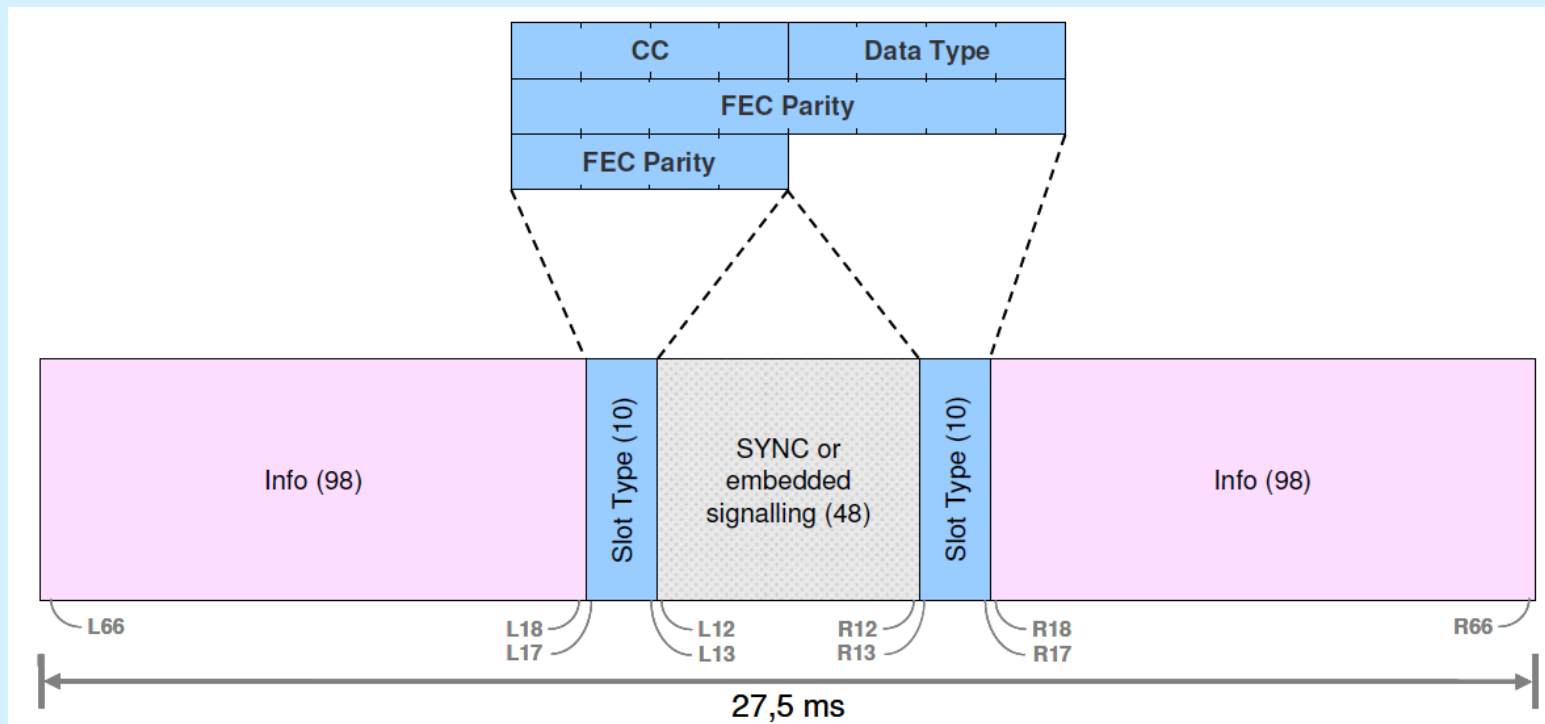 CC
Data Type
FEC Parity
FEC Parity
Info (98)
Slot Type (10)
SYNC or
embedded
signalling (48)
Slot Type (10)
Info (98)
L66
L18
L12
R12
R18
R66
L17
L13
R13
R17
27,5 ms